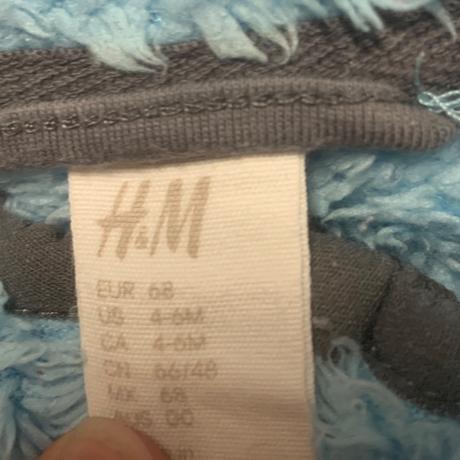 H&M
EUR 68
US 4-6M
CA 4-6M
CN 66/48
MX 68
AUS 00